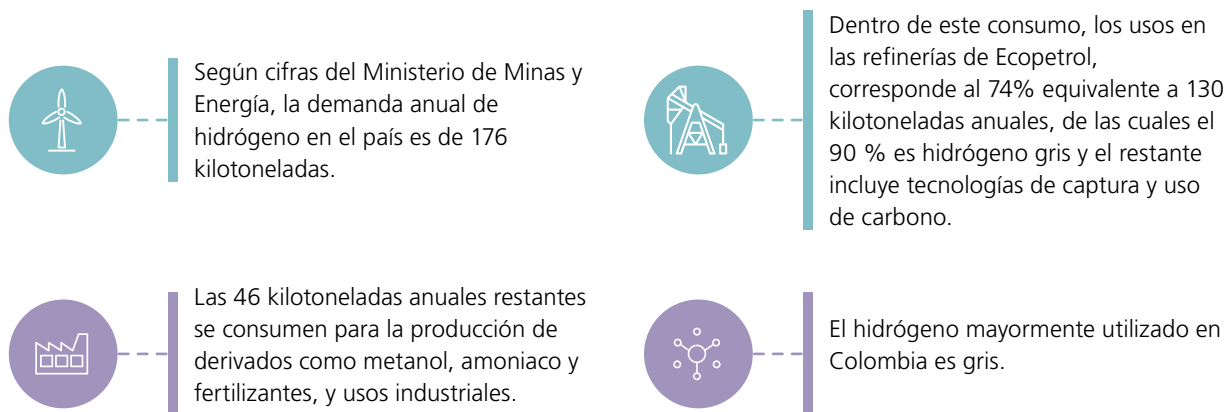 Según cifras del Ministerio de Minas y
Energía, la demanda anual de
hidrógeno en el país es de 176
kilotoneladas.
Dentro de este consumo, los usos en
las refinerías de Ecopetrol,
corresponde al 74% equivalente a 130
kilotoneladas anuales, de las cuales el
90 % es hidrógeno gris y el restante
incluye tecnologías de captura y uso
de carbono.
Las 46 kilotoneladas anuales restantes
se consumen para la producción de
derivados como metanol, amoniaco y
fertilizantes, y usos industriales.
El hidrógeno mayormente utilizado en
Colombia es gris.